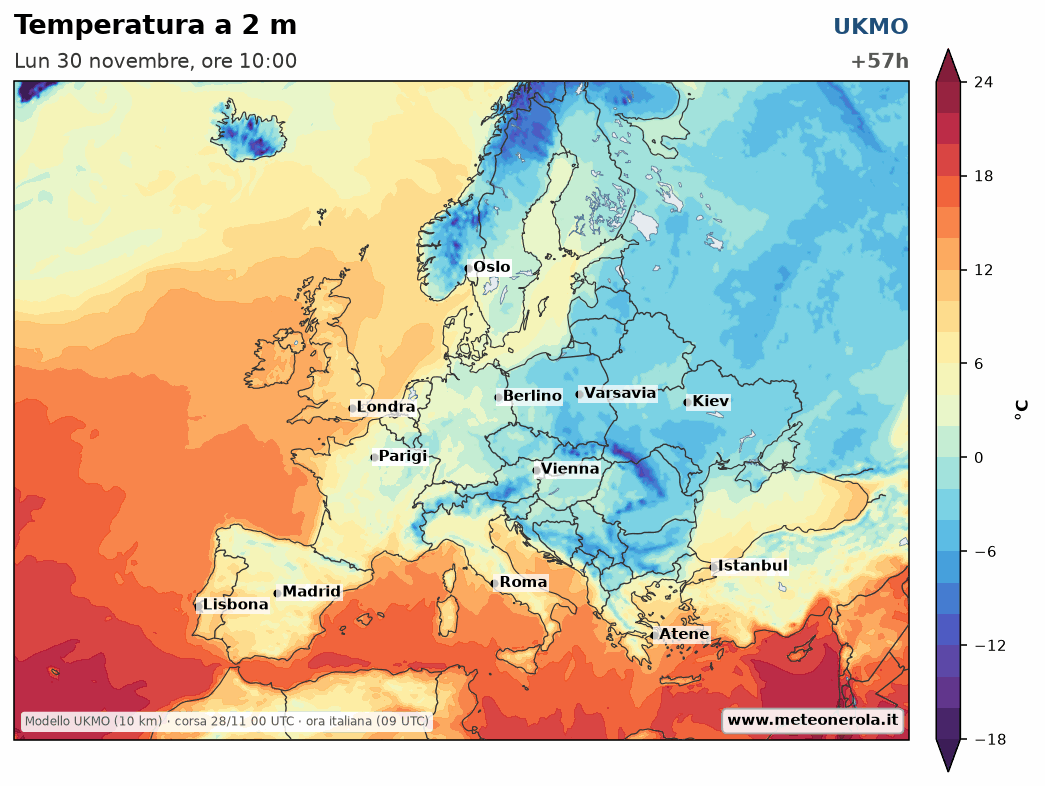 Temperatura a 2 m
UKMO
Lun 30 novembre, ore 10:00
+57h
24
18
12
6
0
−6
−12
−18
°C
Oslo
Londra
Berlino
Varsavia
Kiev
Parigi
Vienna
Istanbul
Roma
Madrid
Lisbona
Atene
Modello UKMO (10 km) · corsa 28/11 00 UTC · ora italiana (09 UTC)
www.meteonerola.it